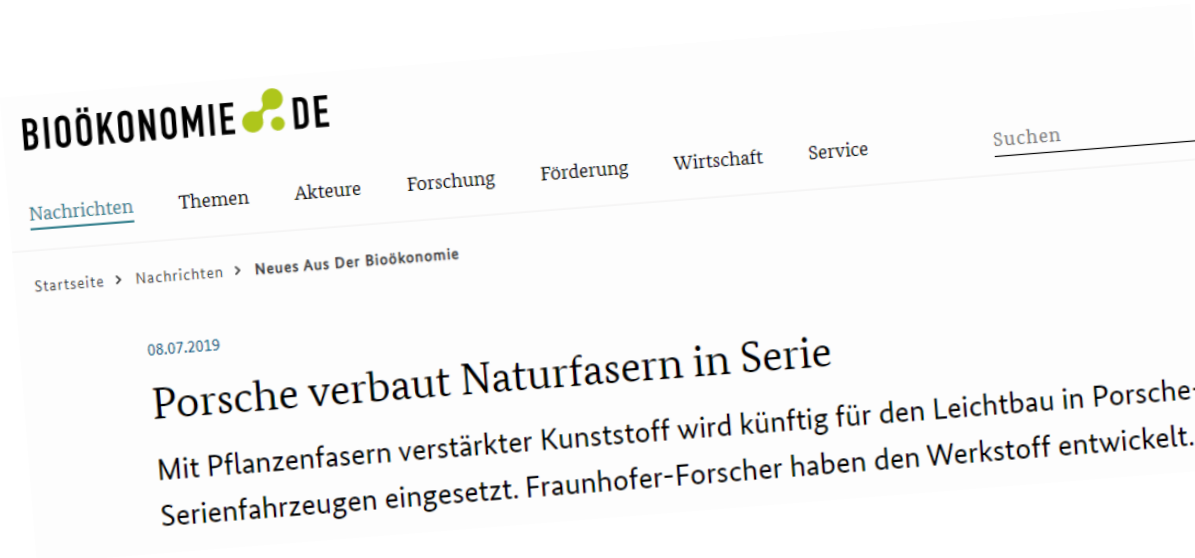 BIOÖKONOMIE DE
Suchen
Nachrichten Themen Akteure Forschung Förderung Wirtschaft Service
Startseite > Nachrichten > Neues Aus Der Bioökonomie
08.07.2019
Porsche verbaut Naturfasern in Serie
Mit Pflanzenfasern verstärkter Kunststoff wird künftig für den Leichtbau in Porsche-
Serienfahrzeugen eingesetzt. Fraunhofer-Forscher haben den Werkstoff entwickelt.